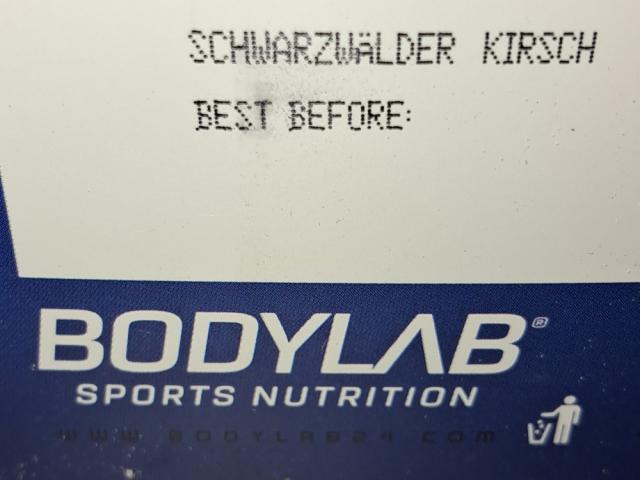 SCHWARZWÄLDER KIRSCH
BEST BEFORE:
BODYLAB®
SPORTS NUTRITION
WWW.BODYLAB24.COM